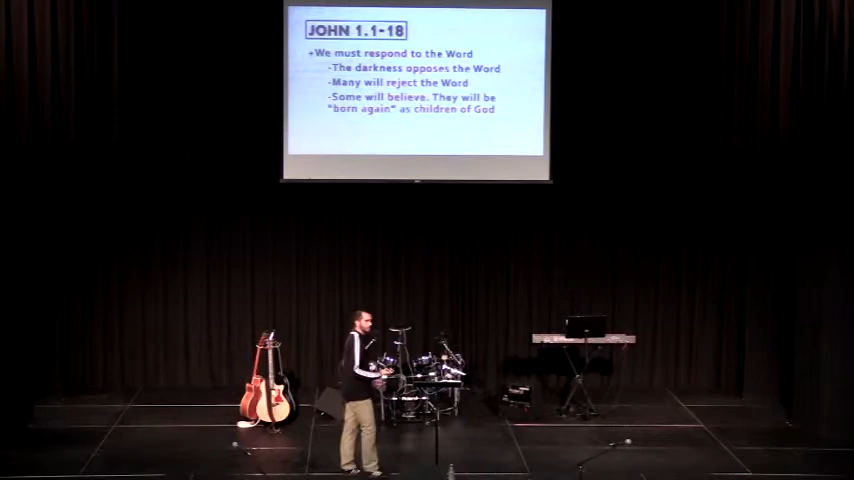 JOHN 1.1-18
+We must respond to the Word
-The darkness opposes the Word
-Many will reject the Word
-Some will believe. They will be
"born again" as children of God